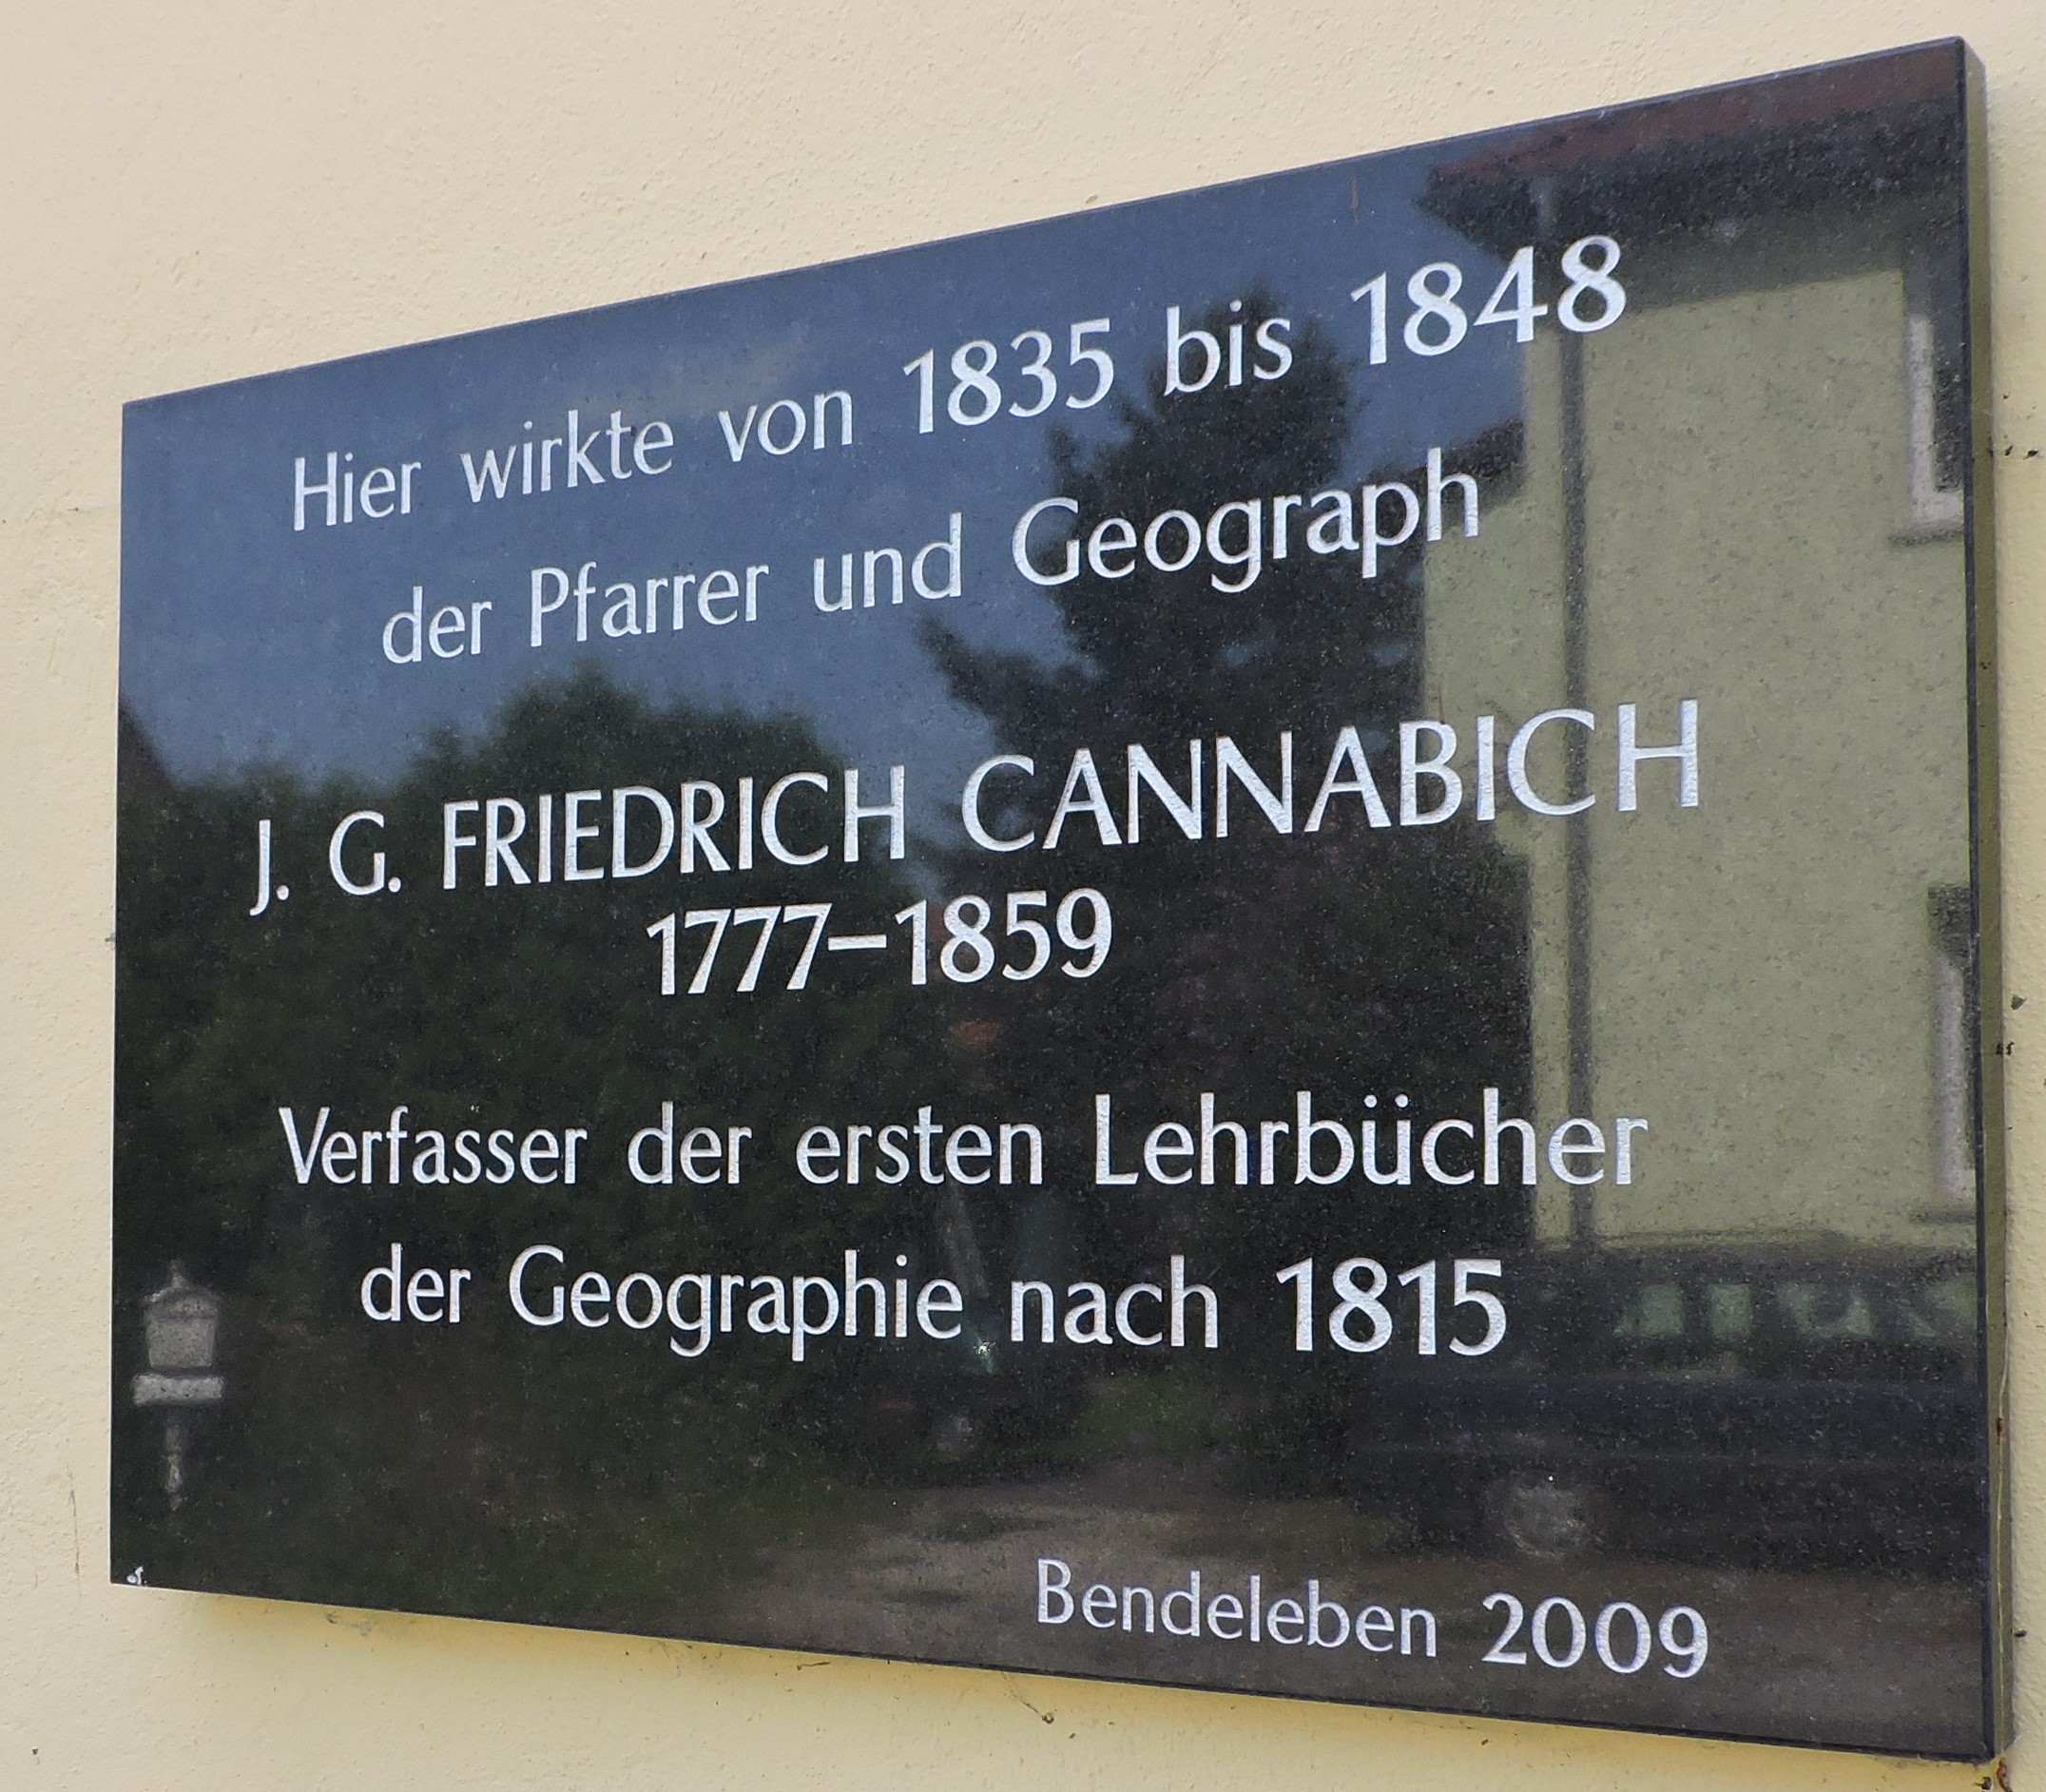 Hier wirkte von 1835 bis 1848
der Pfarrer und Geograph
J. G. FRIEDRICH CANNABICH
1777–1859
Verfasser der ersten Lehrbücher
der Geographie nach 1815
Bendeleben 2009